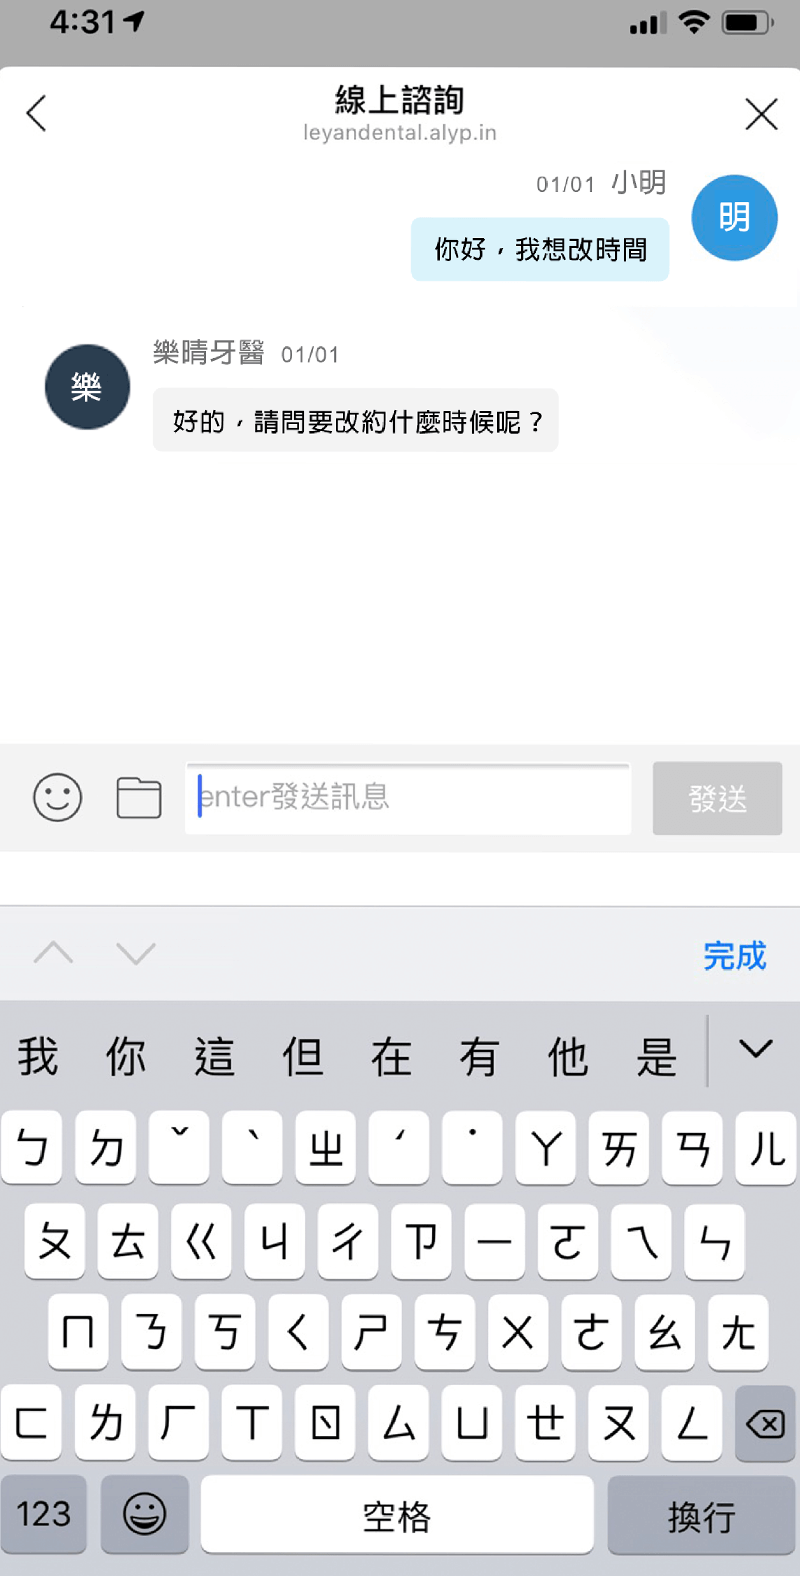 4:31
線上諮詢
leyandental.alyp.in
01/01 小明
明
你好，我想改時間
樂晴牙醫 01/01
樂
好的，請問要改約什麼時候呢？
enter發送訊息
發送
完成
我 你 這 但 在 有 他 是
ㄅ ㄉ ˇ ˋ ㄓ ˊ ˙ ㄚ ㄞ ㄢ ㄦ
ㄆ ㄊ ㄍ ㄐ ㄔ ㄗ ㄧ ㄛ ㄟ ㄣ
ㄇ ㄋ ㄎ ㄑ ㄕ ㄘ ㄨ ㄜ ㄠ ㄤ
ㄈ ㄌ ㄏ ㄒ ㄖ ㄙ ㄩ ㄝ ㄡ ㄥ
123 空格 換行